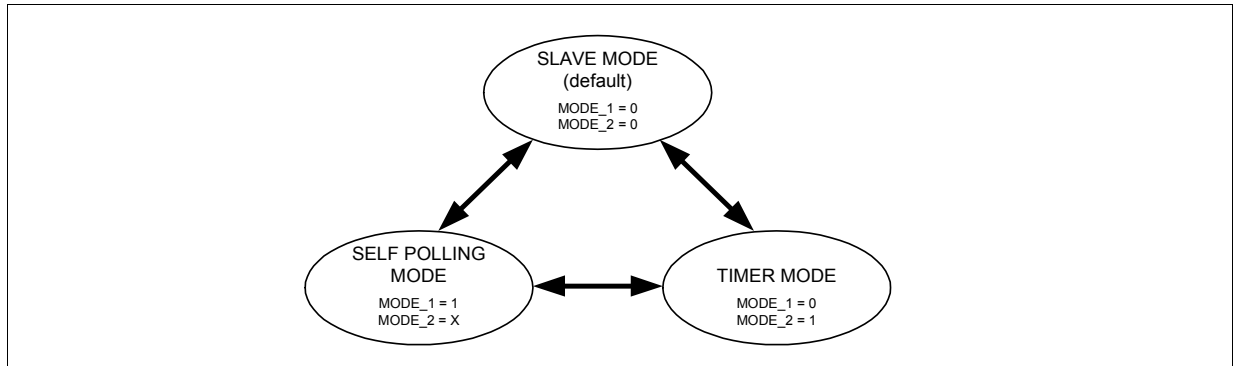 SLAVE MODE
(default)
MODE_1 = 0
MODE_2 = 0
SELF POLLING
MODE
MODE_1 = 1
MODE_2 = X
TIMER MODE
MODE_1 = 0
MODE_2 = 1